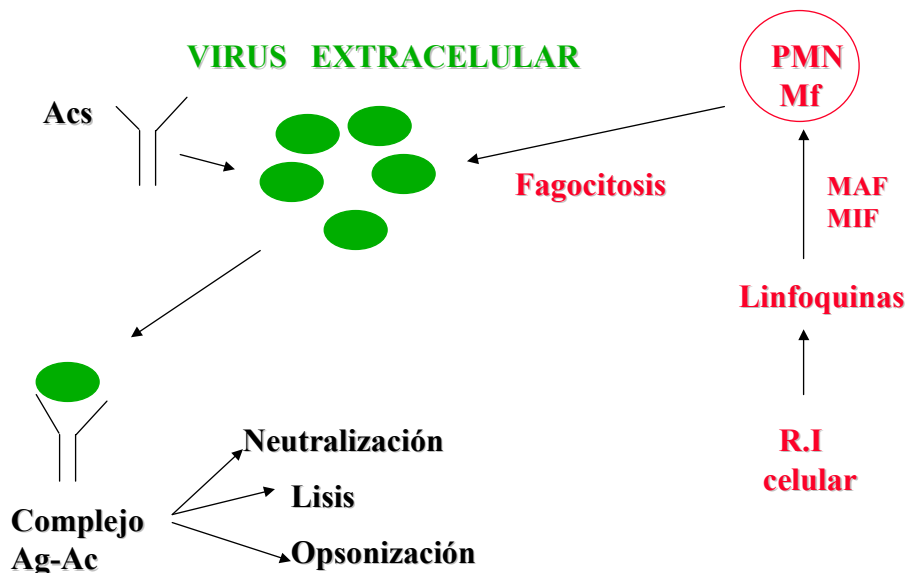 VIRUS EXTRACELULAR
PMN
Mf
Acs
Fagocitosis
MAF
MIF
Linfoquinas
R.I
celular
Neutralización
Lisis
Opsonización
Complejo
Ag-Ac